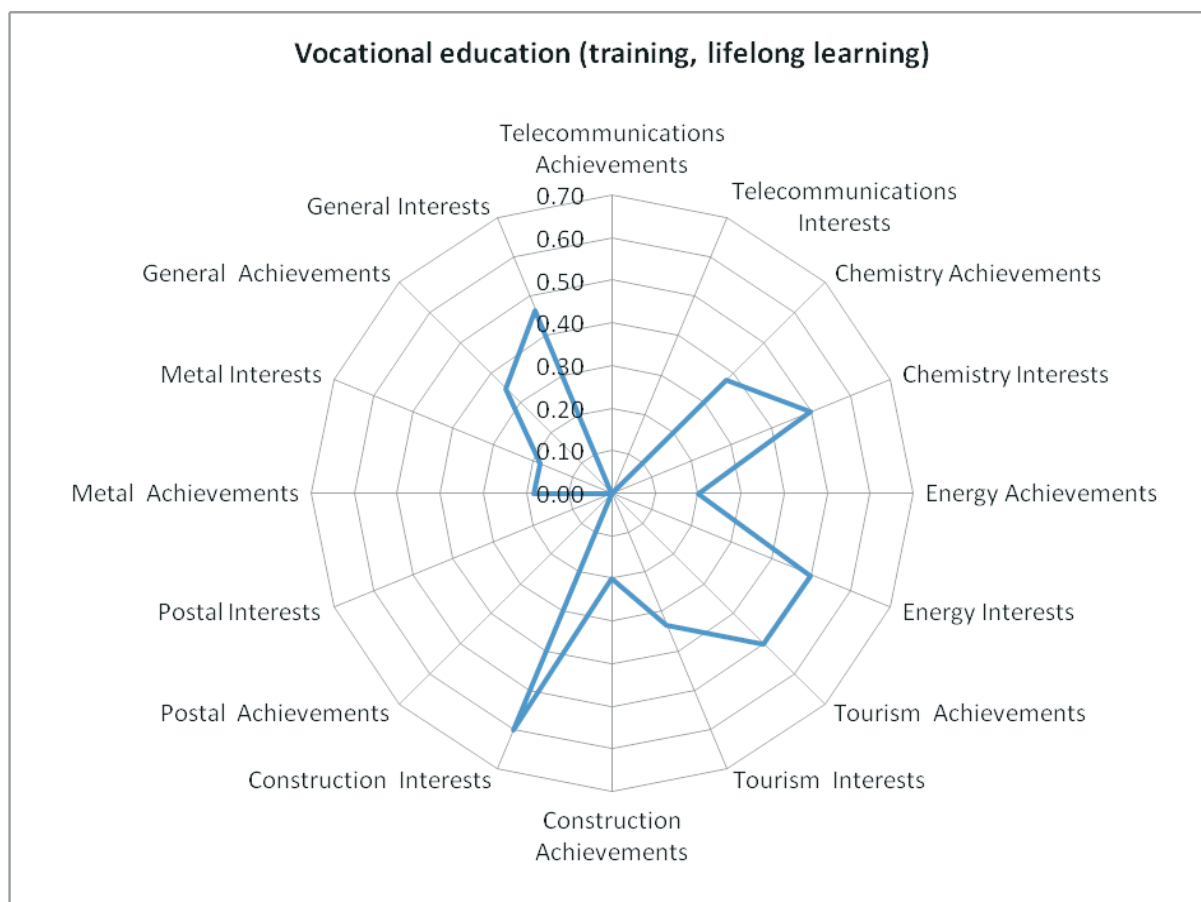 Vocational education (training, lifelong learning)
Telecommunications
Achievements
Telecommunications
Interests
Chemistry Achievements
Chemistry Interests
Energy Achievements
Energy Interests
Tourism Achievements
Tourism Interests
Construction
Achievements
Construction Interests
Postal Achievements
Postal Interests
Metal Achievements
Metal Interests
General Achievements
General Interests
0.70
0.60
0.50
0.40
0.30
0.20
0.10
0.00